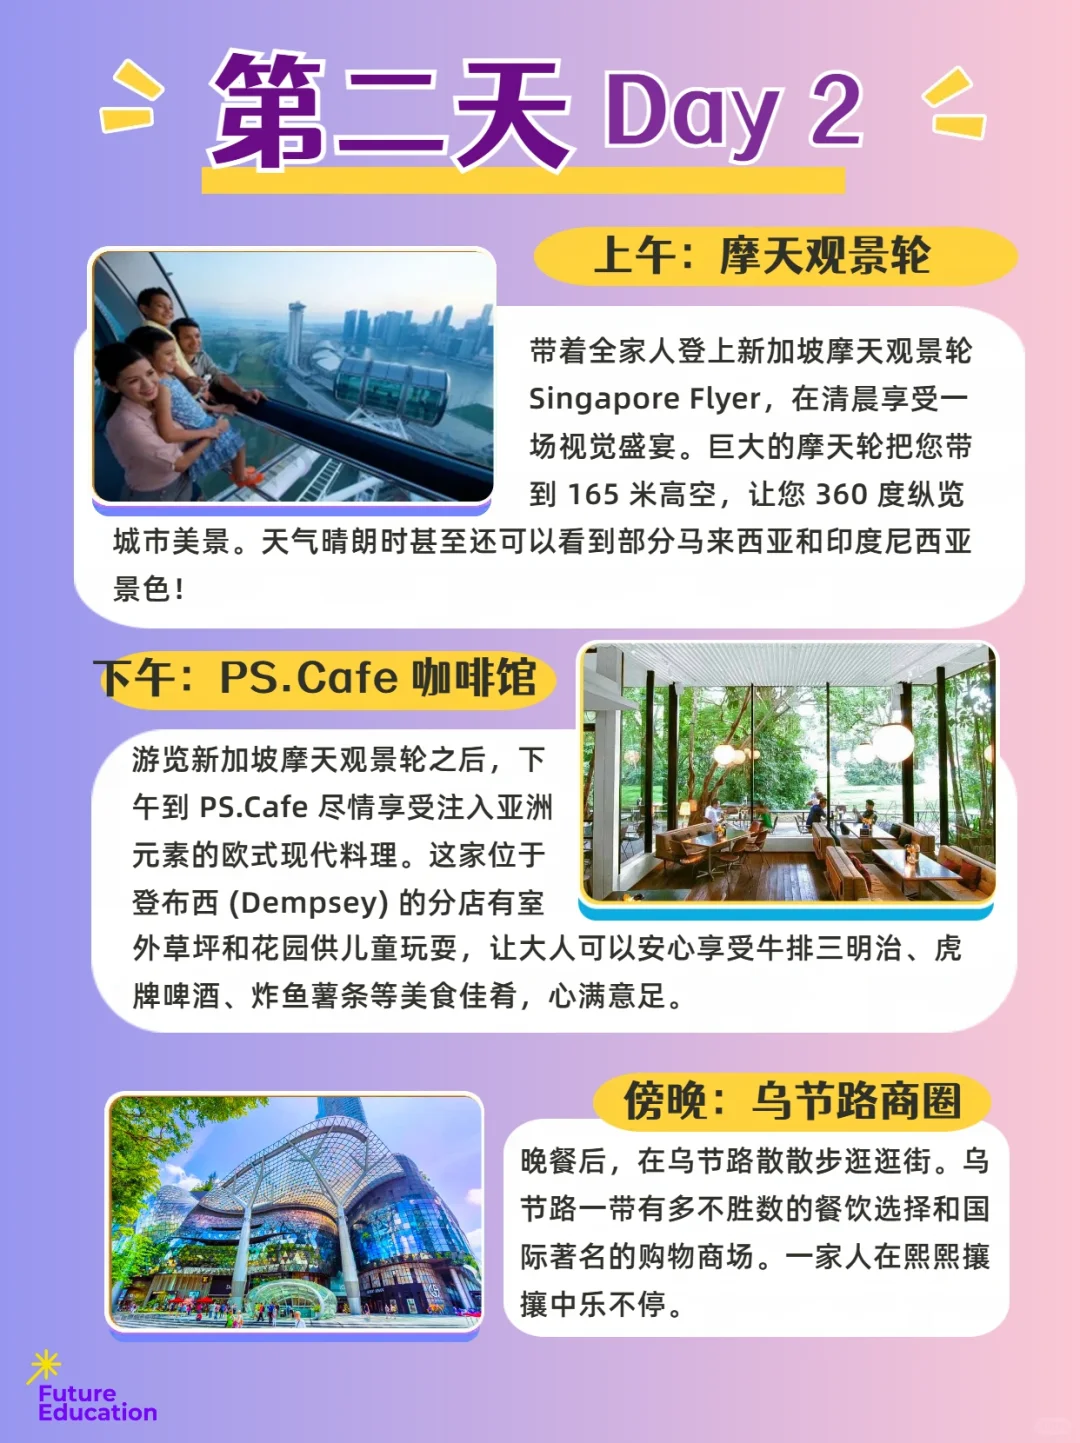 第二天 Day 2
上午：摩天观景轮
带着全家人登上新加坡摩天观景轮
Singapore Flyer，在清晨享受一
场视觉盛宴。巨大的摩天轮把您带
到 165 米高空，让您 360 度纵览
城市美景。天气晴朗时甚至还可以看到部分马来西亚和印度尼西亚
景色！
下午：PS.Cafe 咖啡馆
游览新加坡摩天观景轮之后，下
午到 PS.Cafe 尽情享受注入亚洲
元素的欧式现代料理。这家位于
登布西 (Dempsey) 的分店有室
外草坪和花园供儿童玩耍，让大人可以安心享受牛排三明治、虎
牌啤酒、炸鱼薯条等美食佳肴，心满意足。
傍晚：乌节路商圈
晚餐后，在乌节路散散步逛逛街。乌
节路一带有多不胜数的餐饮选择和国
际著名的购物商场。一家人在熙熙攘
攘中乐不停。
Future
Education